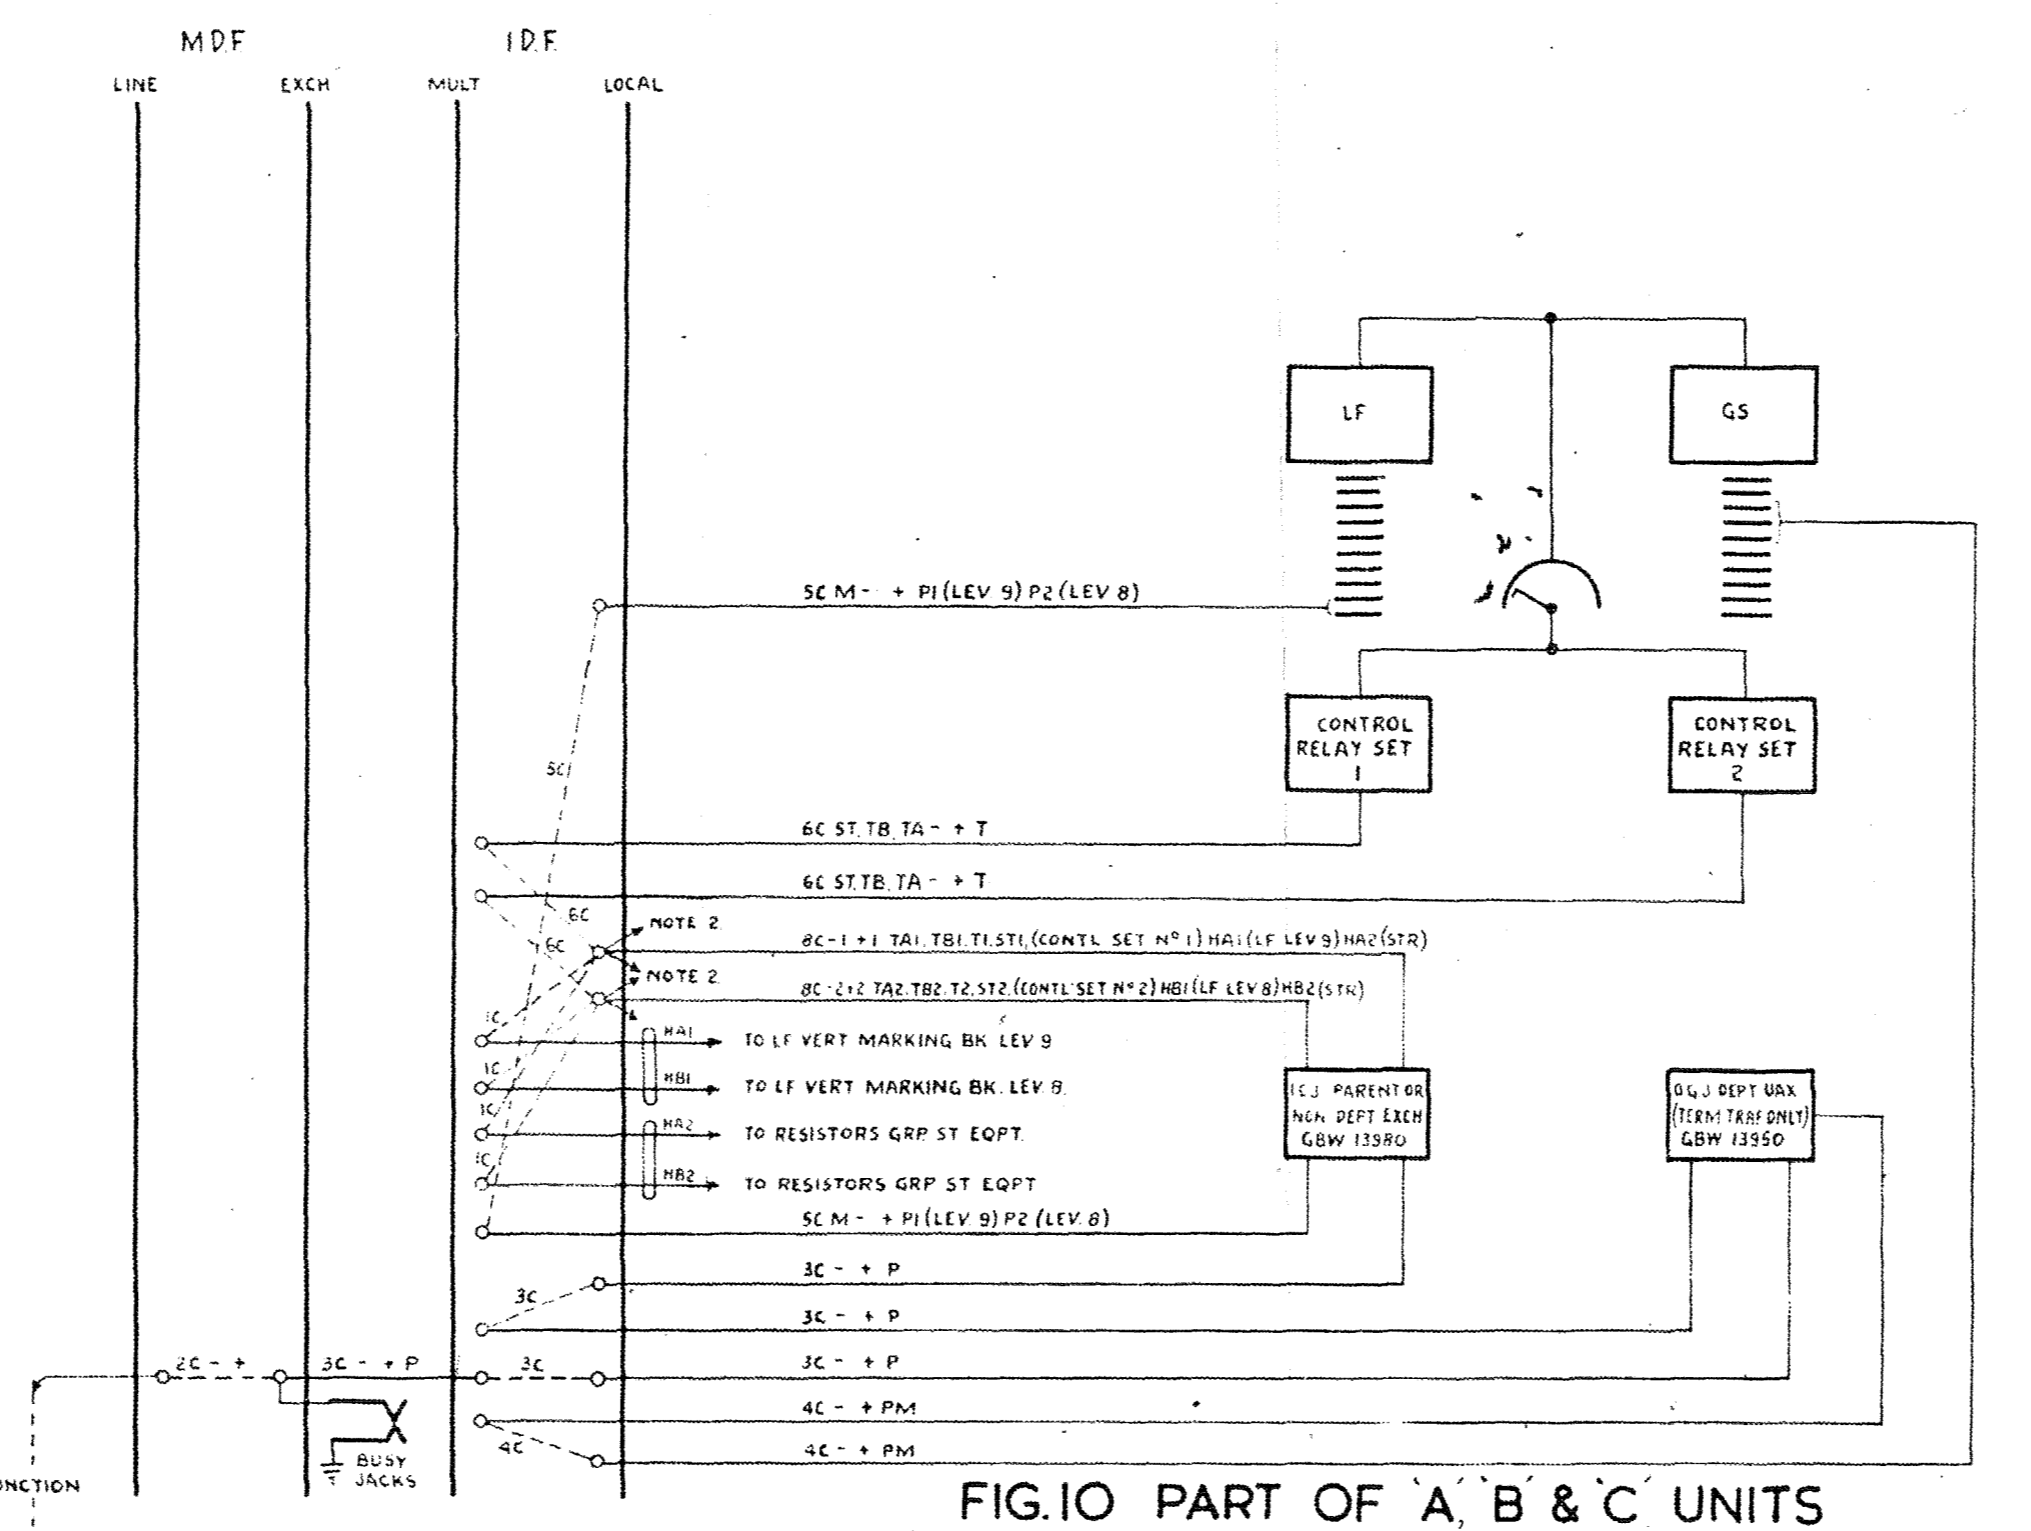 M.D.F. I.D.F.
LINE EXCH MULT LOCAL
LF GS
5C M - + P1 (LEV 9) P2 (LEV 8)
CONTROL
RELAY SET
1
CONTROL
RELAY SET
2
5C
6C ST. TB. TA - + T
6C ST. TB. TA - + T
6C
NOTE 2.
6C
8C-1 +1 TA1. TB1. T1. ST1. (CONTL SET Nº 1) HA1 (LF LEV 9) HA2 (STR)
NOTE 2.
8C-2+2 TA2. TB2. T2. ST2. (CONTL SET Nº 2) HB1 (LF LEV 8) HB2 (STR)
1C
HA1 TO LF VERT MARKING BK LEV 9
1C
HB1 TO LF VERT MARKING BK. LEV. 8.
1C
HA2 TO RESISTORS GRP ST EQPT.
1C
HB2 TO RESISTORS GRP ST EQPT
ICJ PARENT OR
NON DEPT EXCH
GBW 13980
OGJ DEPT UAX
(TERM TRAF ONLY)
GBW 13950
5C M - + P1 (LEV. 9) P2 (LEV. 8)
3C - + P
3C
3C - + P
2C - + 3C - + P 3C 3C - + P
4C - + PM
4C
4C - + PM
BUSY
JACKS
NCTION
FIG. 10 PART OF 'A', 'B' & 'C' UNITS